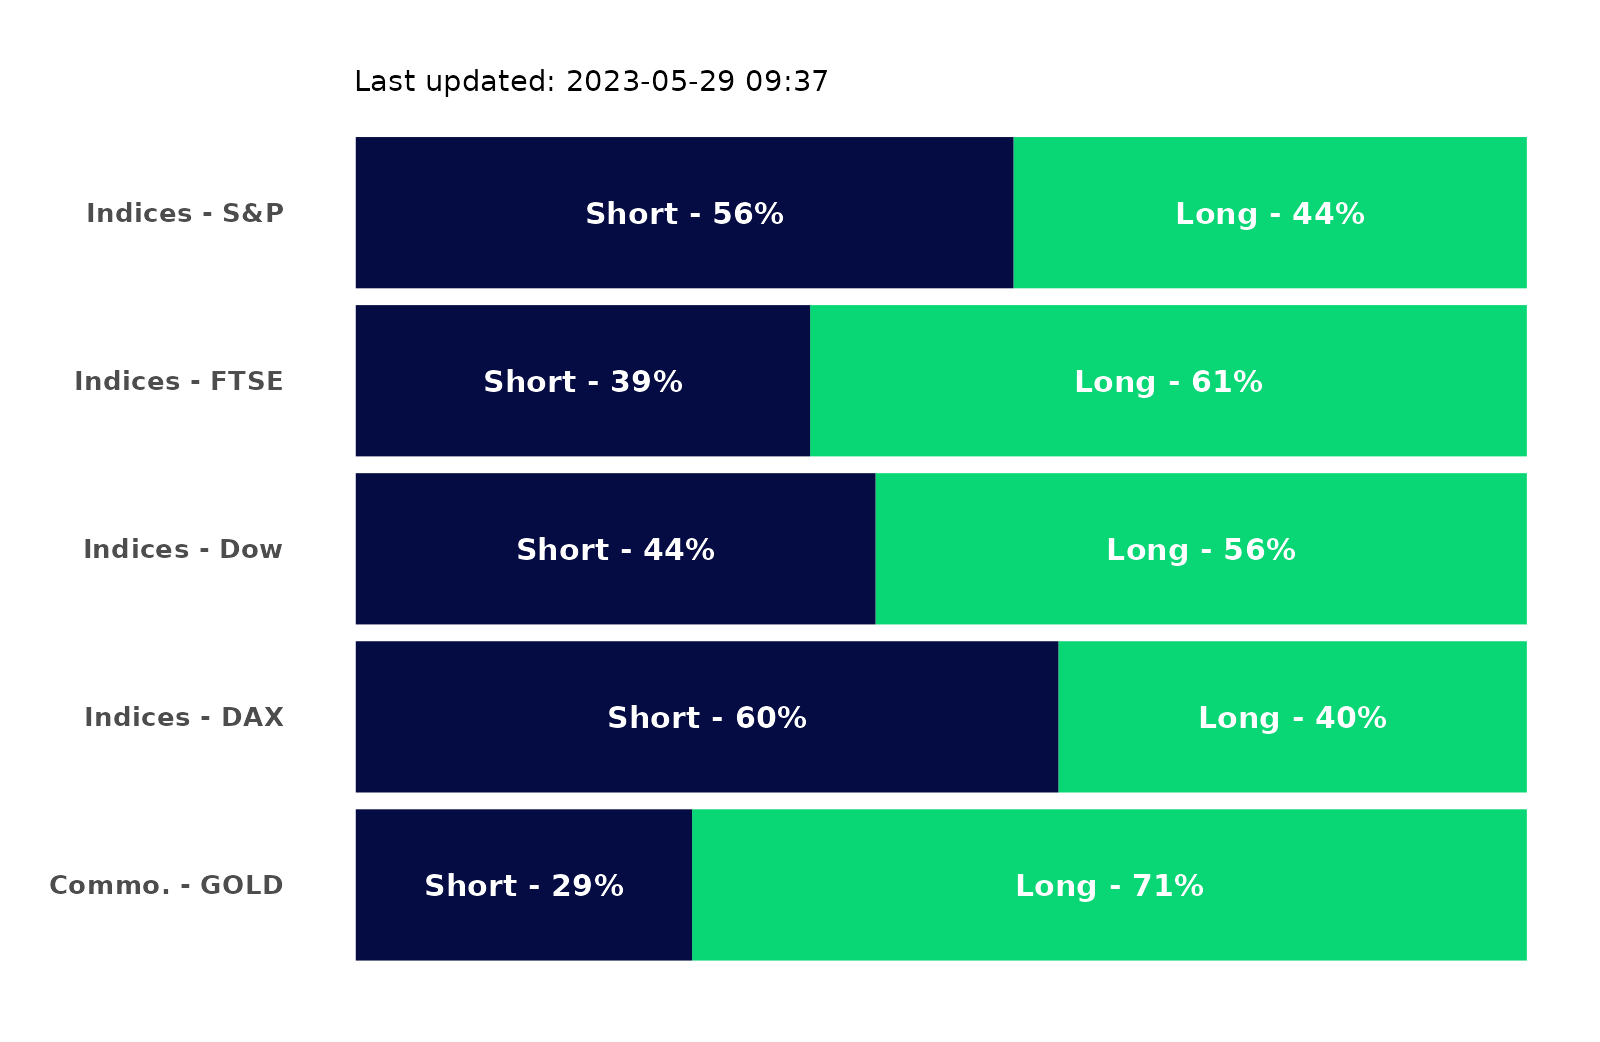 Last updated: 2023-05-29 09:37
Indices - S&P Short - 56% Long - 44%
Indices - FTSE Short - 39% Long - 61%
Indices - Dow Short - 44% Long - 56%
Indices - DAX Short - 60% Long - 40%
Commo. - GOLD Short - 29% Long - 71%